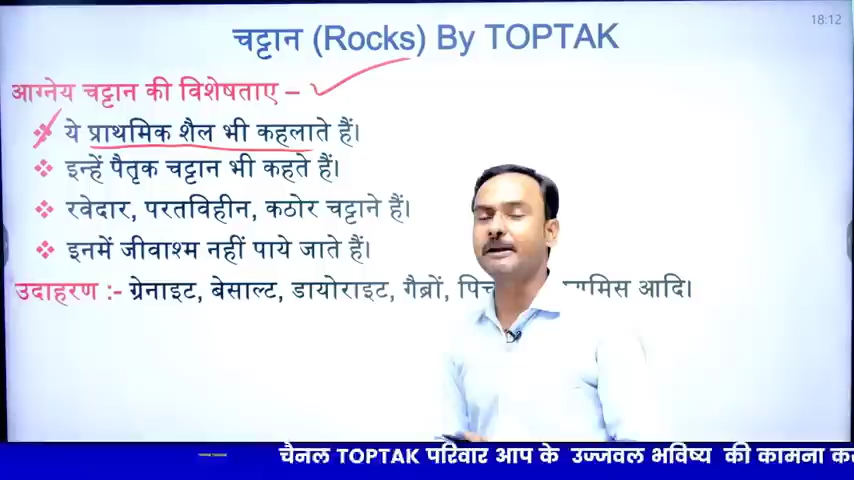 18:12
चट्टान (Rocks) By TOPTAK
आग्नेय चट्टान की विशेषताए –
ये प्राथमिक शैल भी कहलाते हैं।
इन्हें पैतृक चट्टान भी कहते हैं।
रवेदार, परतविहीन, कठोर चट्टाने हैं।
इनमें जीवाश्म नहीं पाये जाते हैं।
उदाहरण :- ग्रेनाइट, बेसाल्ट, डायोराइट, गैब्रों, आदि।
चैनल TOPTAK परिवार आप के उज्जवल भविष्य की कामना